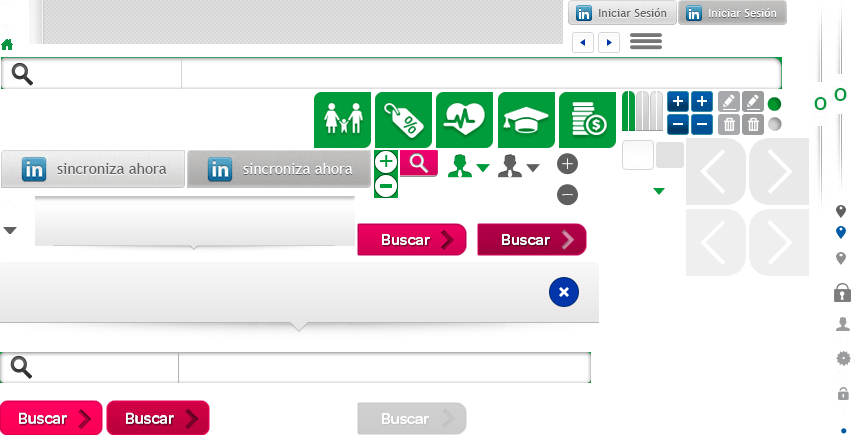 in Iniciar Sesión
in Iniciar Sesión
%
$
O
O
in sincroniza ahora
in sincroniza ahora
Buscar
Buscar
Buscar
Buscar
Buscar